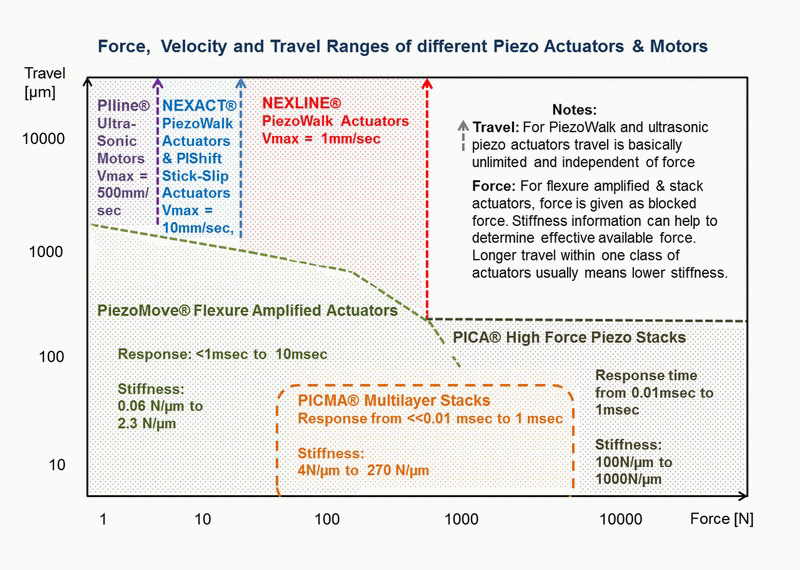 Force, Velocity and Travel Ranges of different Piezo Actuators & Motors
Travel
[µm]
10000
1000
100
10
PIline®
Ultra-
Sonic
Motors
Vmax =
500mm/
sec
NEXACT®
PiezoWalk
Actuators
& PIShift
Stick-Slip
Actuators
Vmax =
10mm/sec,
NEXLINE®
PiezoWalk Actuators
Vmax = 1mm/sec
Notes:
Travel: For PiezoWalk and ultrasonic
piezo actuators travel is basically
unlimited and independent of force
Force: For flexure amplified & stack
actuators, force is given as blocked
force. Stiffness information can help to
determine effective available force.
Longer travel within one class of
actuators usually means lower stiffness.
PiezoMove® Flexure Amplified Actuators
Response: <1msec to 10msec
Stiffness:
0.06 N/µm to
2.3 N/µm
PICMA® Multilayer Stacks
Response from <<0.01 msec to 1 msec
Stiffness:
4N/µm to 270 N/µm
PICA® High Force Piezo Stacks
Response time
from 0.01msec to
1msec
Stiffness:
100N/µm to
1000N/µm
1
10
100
1000
10000
Force [N]